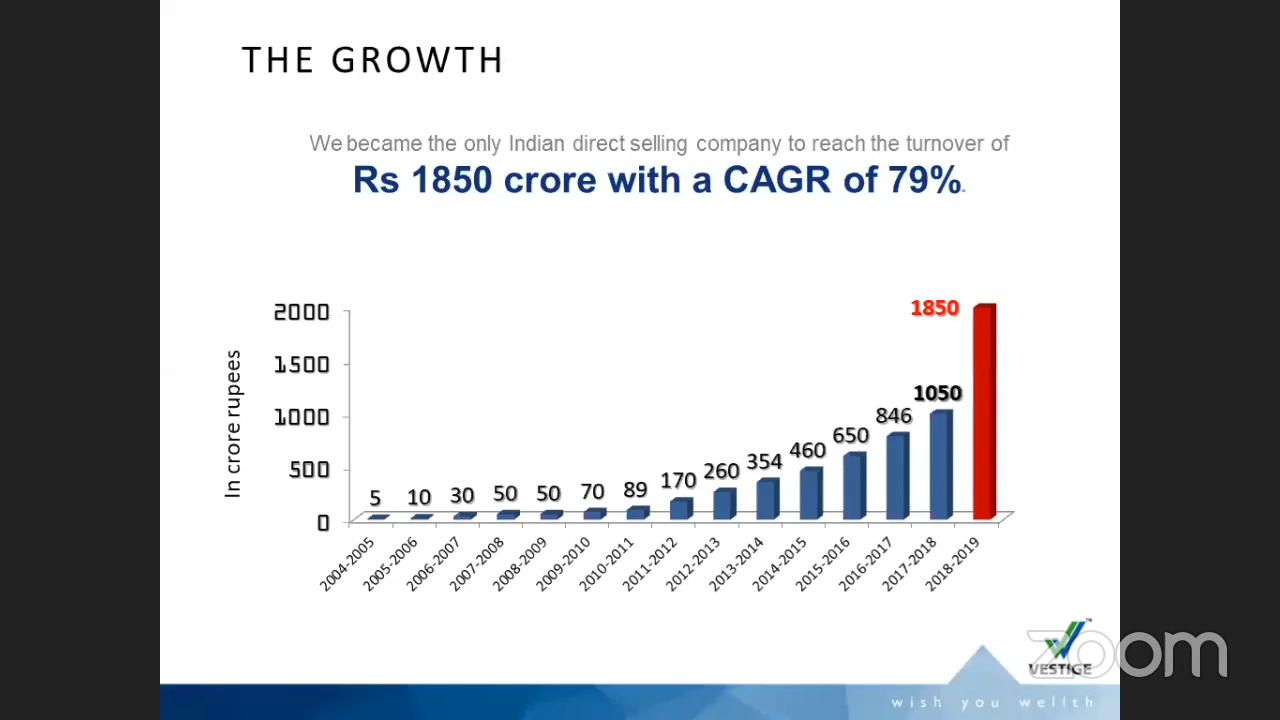 THE GROWTH
We became the only Indian direct selling company to reach the turnover of
Rs 1850 crore with a CAGR of 79%.
In crore rupees
2000
1500
1000
500
0
5 10 30 50 50 70 89 170 260 354 460 650 846 1050 1850
2004-2005 2005-2006 2006-2007 2007-2008 2008-2009 2009-2010 2010-2011 2011-2012 2012-2013 2013-2014 2014-2015 2015-2016 2016-2017 2017-2018 2018-2019
TM
VESTIGE
zoom
wish you wellth